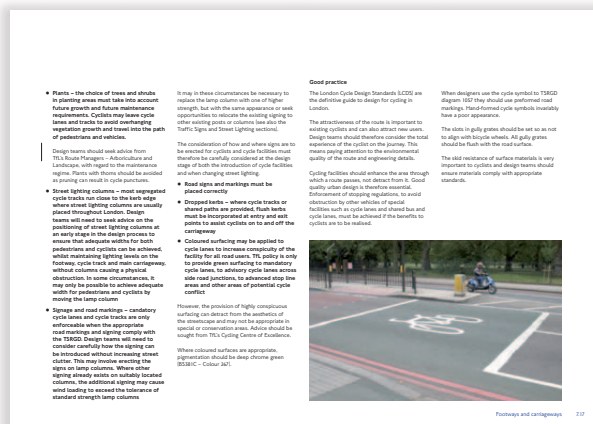 • Plants – the choice of trees and shrubs
in planting areas must take into account
future growth and future maintenance
requirements. Cyclists may leave cycle
lanes and tracks to avoid overhanging
vegetation growth and travel into the path
of pedestrians and vehicles.
Design teams should seek advice from
TfL's Route Managers – Arboriculture and
Landscape, with regard to the maintenance
regime. Plants with thorns should be avoided
as pruning can result in cycle punctures.
• Street lighting columns – most segregated
cycle tracks run close to the kerb edge
where street lighting columns are usually
placed throughout London. Design
teams will need to seek advice on the
positioning of street lighting columns at
an early stage in the design process to
ensure that adequate widths for both
pedestrians and cyclists can be achieved,
whilst maintaining lighting levels on the
footway, cycle track and main carriageway,
without columns causing a physical
obstruction. In some circumstances, it
may only be possible to achieve adequate
width for pedestrians and cyclists by
moving the lamp column
• Signage and road markings – candatory
cycle lanes and cycle tracks are only
enforceable when the appropriate
road markings and signing comply with
the TSRGD. Design teams will need to
consider carefully how the signing can
be introduced without increasing street
clutter. This may involve erecting the
signs on lamp columns. Where other
signing already exists on suitably located
columns, the additional signing may cause
wind loading to exceed the tolerance of
standard strength lamp columns
It may in these circumstances be necessary to
replace the lamp column with one of higher
strength, but with the same appearance or seek
opportunities to relocate the existing signing to
other existing posts or columns (see also the
Traffic Signs and Street Lighting sections).
The consideration of how and where signs are to
be erected for cyclists and cycle facilities must
therefore be carefully considered at the design
stage of both the introduction of cycle facilities
and when changing street lighting.
• Road signs and markings must be
placed correctly
• Dropped kerbs – where cycle tracks or
shared paths are provided, flush kerbs
must be incorporated at entry and exit
points to assist cyclists on to and off the
carriageway
• Coloured surfacing may be applied to
cycle lanes to increase conspicuity of the
facility for all road users. TfL policy is only
to provide green surfacing to mandatory
cycle lanes, to advisory cycle lanes across
side road junctions, to advanced stop line
areas and other areas of potential cycle
conflict
However, the provision of highly conspicuous
surfacing can detract from the aesthetics of
the streetscape and may not be appropriate in
special or conservation areas. Advice should be
sought from TfL's Cycling Centre of Excellence.
Where coloured surfaces are appropriate,
pigmentation should be deep chrome green
(BS381C – Colour 267).
Good practice
The London Cycle Design Standards (LCDS) are
the definitive guide to design for cycling in
London.
The attractiveness of the route is important to
existing cyclists and can also attract new users.
Design teams should therefore consider the total
experience of the cyclist on the journey. This
means paying attention to the environmental
quality of the route and engineering details.
Cycling facilities should enhance the area through
which a route passes, not detract from it. Good
quality urban design is therefore essential.
Enforcement of stopping regulations, to avoid
obstruction by other vehicles of special
facilities such as cycle lanes and shared bus and
cycle lanes, must be achieved if the benefits to
cyclists are to be realised.
When designers use the cycle symbol to TSRGD
diagram 1057 they should use preformed road
markings. Hand-formed cycle symbols invariably
have a poor appearance.
The slots in gully grates should be set so as not
to align with bicycle wheels. All gully grates
should be flush with the road surface.
The skid resistance of surface materials is very
important to cyclists and design teams should
ensure materials comply with appropriate
standards.
Footways and carriageways 7.17